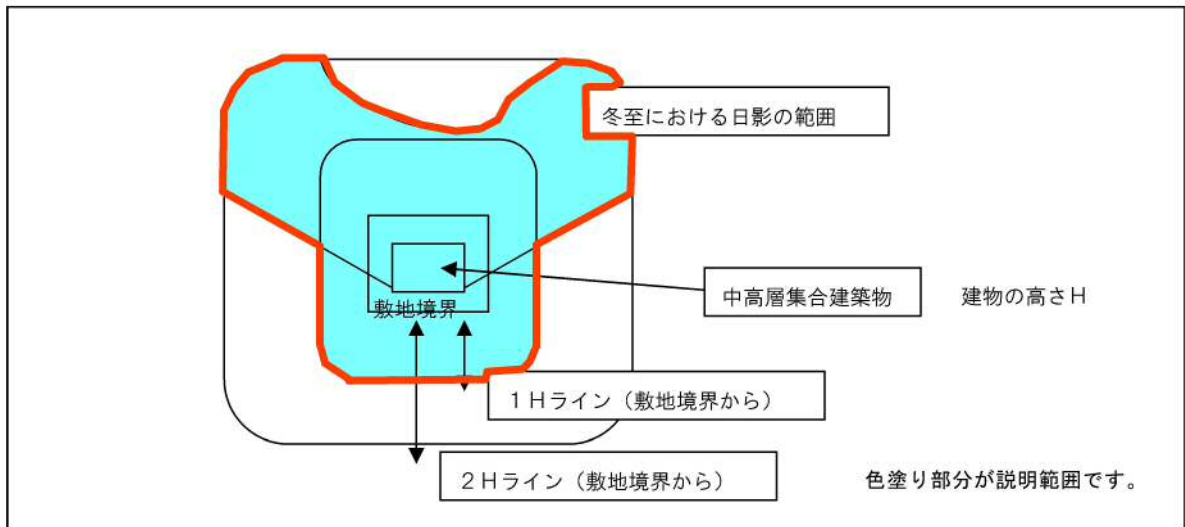 冬至における日影の範囲
中高層集合建築物
建物の高さH
敷地境界
1Hライン(敷地境界から)
2Hライン(敷地境界から)
色塗り部分が説明範囲です。